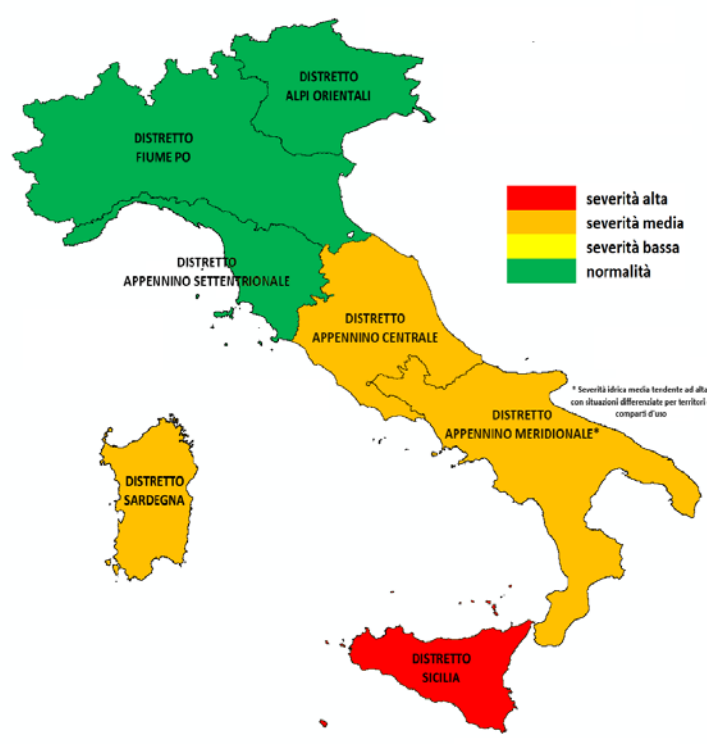 DISTRETTO
ALPI ORIENTALI
DISTRETTO
FIUME PO
severità alta
severità media
severità bassa
normalità
DISTRETTO
APPENNINO SETTENTRIONALE
DISTRETTO
APPENNINO CENTRALE
* Severità idrica media tendente ad alta
con situazioni differenziate per territori
comparti d'uso
DISTRETTO
APPENNINO MERIDIONALE*
DISTRETTO
SARDEGNA
DISTRETTO
SICILIA